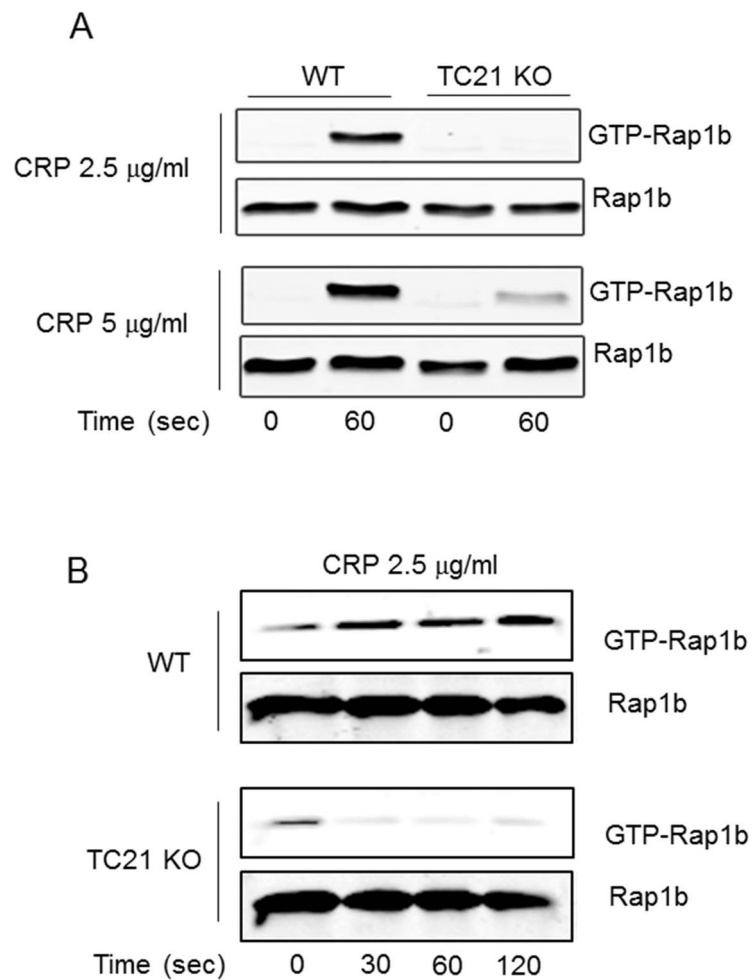 A
WT TC21 KO
CRP 2.5 μg/ml
GTP-Rap1b
Rap1b
CRP 5 μg/ml
GTP-Rap1b
Rap1b
Time (sec) 0 60 0 60
B
CRP 2.5 μg/ml
WT
GTP-Rap1b
Rap1b
TC21 KO
GTP-Rap1b
Rap1b
Time (sec) 0 30 60 120